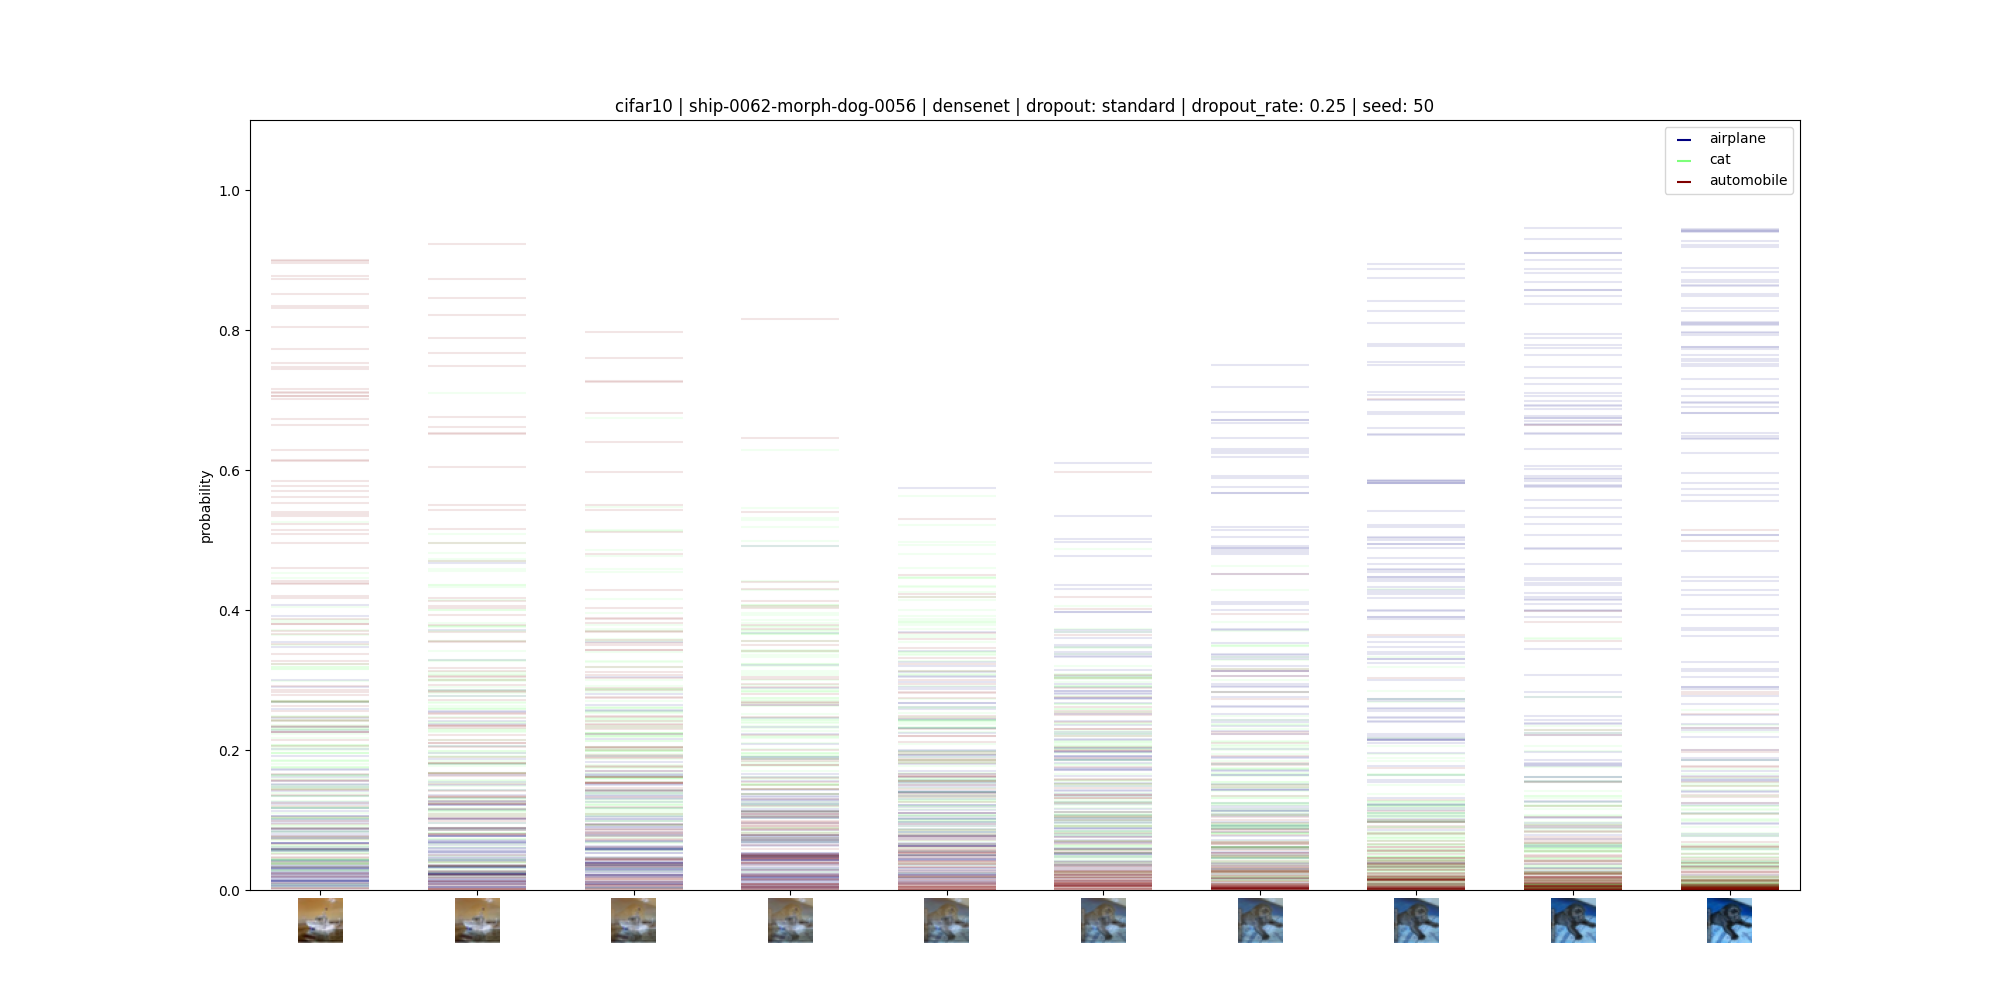 cifar10 | ship-0062-morph-dog-0056 | densenet | dropout: standard | dropout_rate: 0.25 | seed: 50
airplane
cat
automobile
1.0
0.8
0.6
0.4
0.2
0.0
probability